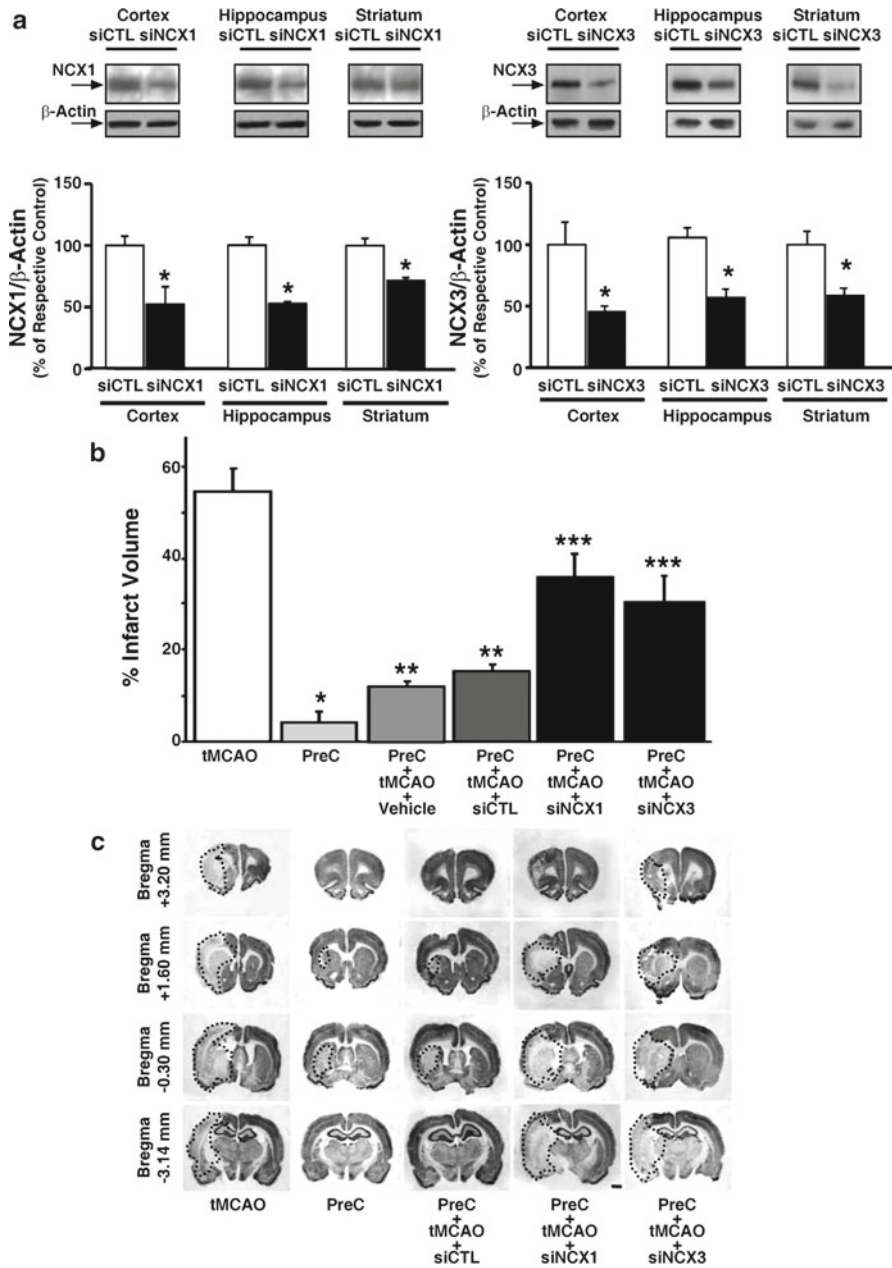 a
Cortex
siCTL siNCX1
Hippocampus
siCTL siNCX1
Striatum
siCTL siNCX1
NCX1
β-Actin
Cortex
siCTL siNCX3
Hippocampus
siCTL siNCX3
Striatum
siCTL siNCX3
NCX3
β-Actin
NCX1/β-Actin
(% of Respective Control)
150
100
50
0
*
*
*
siCTL siNCX1 siCTL siNCX1 siCTL siNCX1
Cortex Hippocampus Striatum
NCX3/β-Actin
(% of Respective Control)
150
100
50
0
*
*
*
siCTL siNCX3 siCTL siNCX3 siCTL siNCX3
Cortex Hippocampus Striatum
b
% Infarct Volume
60
40
20
0
*
**
**
***
***
tMCAO
PreC
PreC
+
tMCAO
+
Vehicle
PreC
+
tMCAO
+
siCTL
PreC
+
tMCAO
+
siNCX1
PreC
+
tMCAO
+
siNCX3
c
Bregma
+3.20 mm
Bregma
+1.60 mm
Bregma
-0.30 mm
Bregma
-3.14 mm
tMCAO
PreC
PreC
+
tMCAO
+
siCTL
PreC
+
tMCAO
+
siNCX1
PreC
+
tMCAO
+
siNCX3